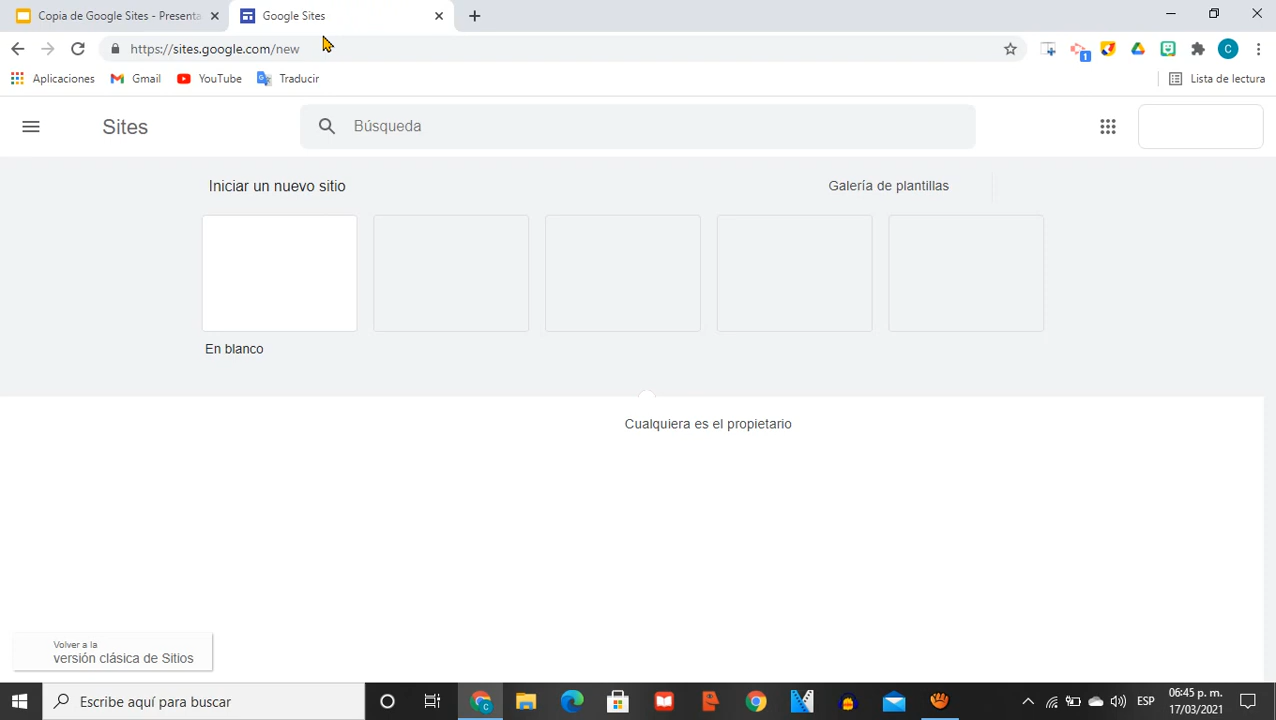 Copia de Google Sites - Presenta
Google Sites
https://sites.google.com/new
1
C
Aplicaciones
Gmail
YouTube
Traducir
Lista de lectura
Sites
Búsqueda
Iniciar un nuevo sitio
Galería de plantillas
En blanco
Cualquiera es el propietario
Volver a la
versión clásica de Sitios
Escribe aquí para buscar
C
ESP
06:45 p. m.
17/03/2021